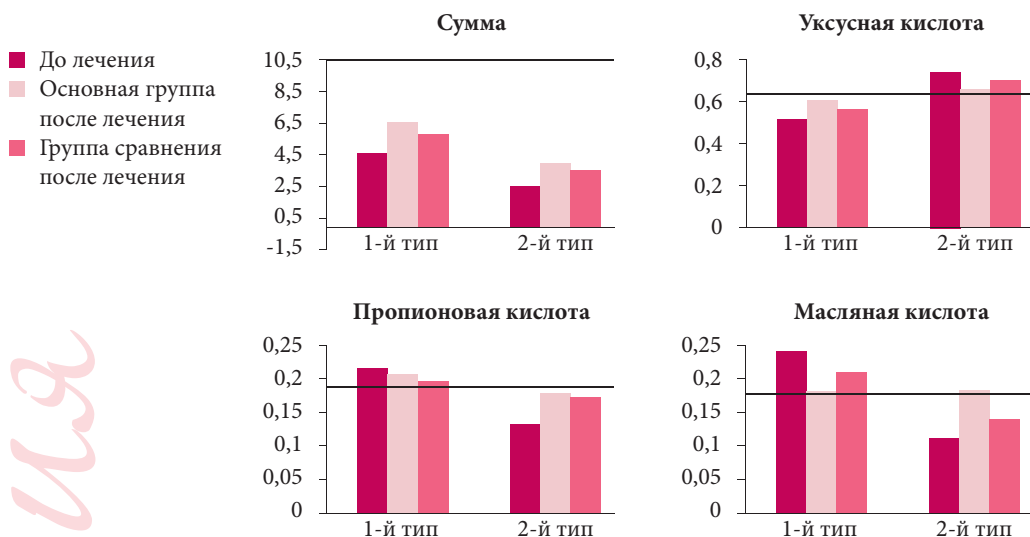 До лечения
Основная группа
после лечения
Группа сравнения
после лечения
Сумма
10,5
8,5
6,5
4,5
2,5
0,5
-1,5
1-й тип
2-й тип
Уксусная кислота
0,8
0,6
0,4
0,2
0
1-й тип
2-й тип
Пропионовая кислота
0,25
0,2
0,15
0,1
0,05
0
1-й тип
2-й тип
Масляная кислота
0,25
0,2
0,15
0,1
0,05
0
1-й тип
2-й тип
ия